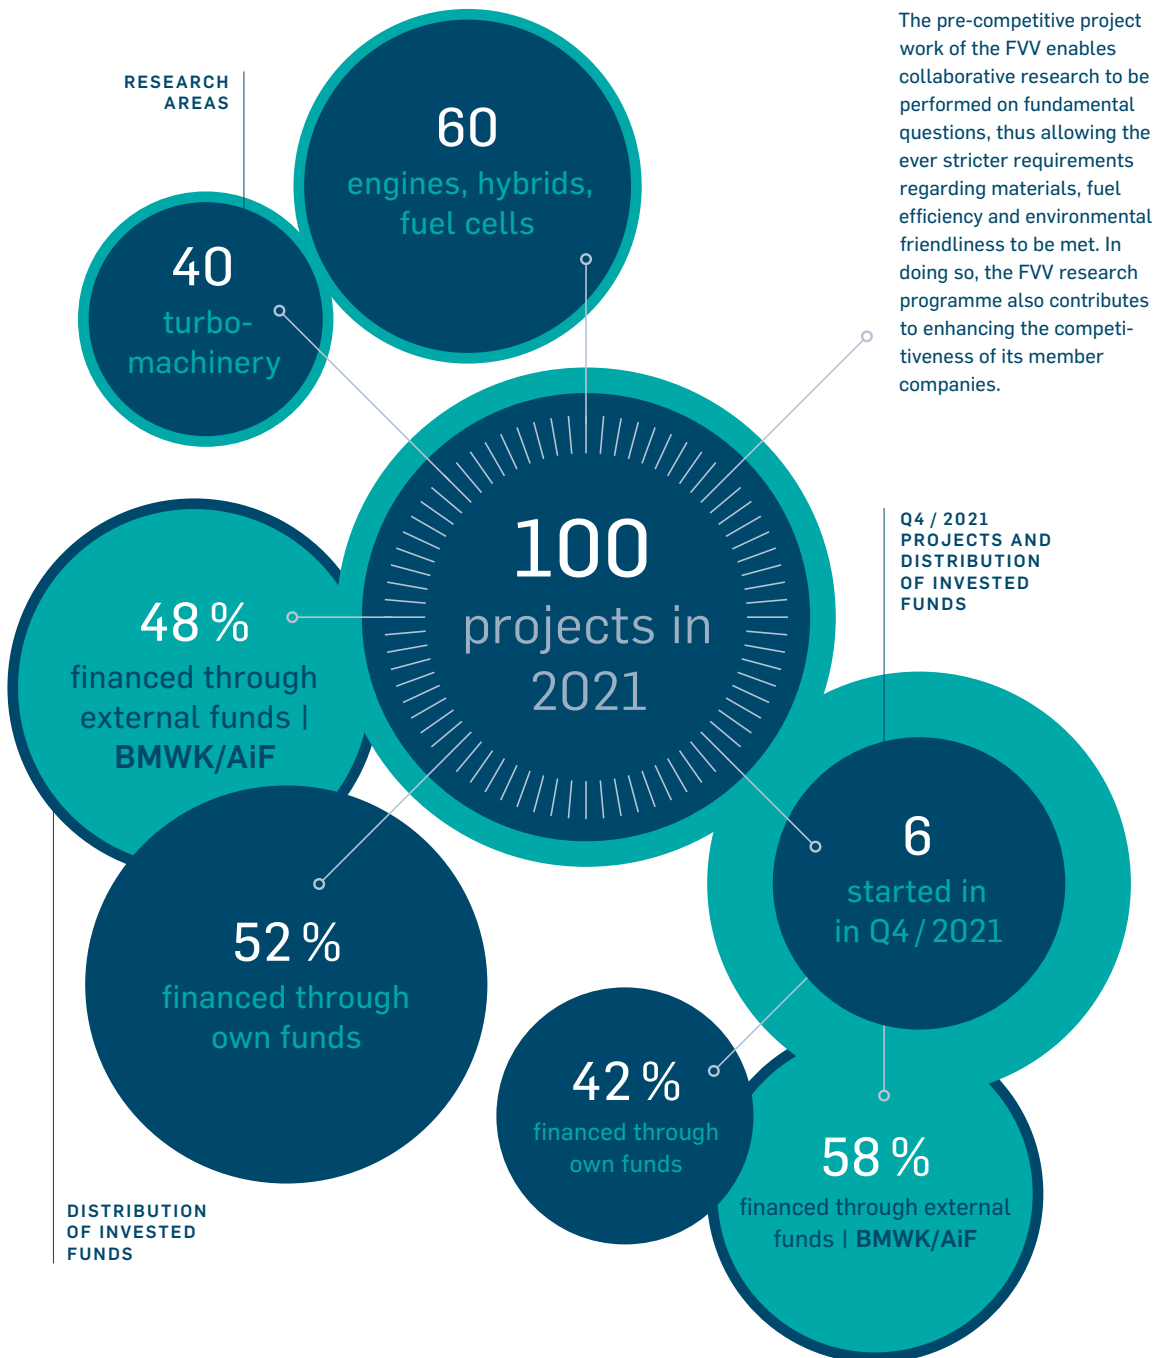 The pre-competitive project
work of the FVV enables
collaborative research to be
performed on fundamental
questions, thus allowing the
ever stricter requirements
regarding materials, fuel
efficiency and environmental
friendliness to be met. In
doing so, the FVV research
programme also contributes
to enhancing the competi-
tiveness of its member
companies.
RESEARCH
AREAS
60
engines, hybrids,
fuel cells
40
turbo-
machinery
100
projects in
2021
48 %
financed through
external funds |
BMWK/AiF
52 %
financed through
own funds
DISTRIBUTION
OF INVESTED
FUNDS
Q4 / 2021
PROJECTS AND
DISTRIBUTION
OF INVESTED
FUNDS
6
started in
in Q4 / 2021
42 %
financed through
own funds
58 %
financed through external
funds | BMWK/AiF